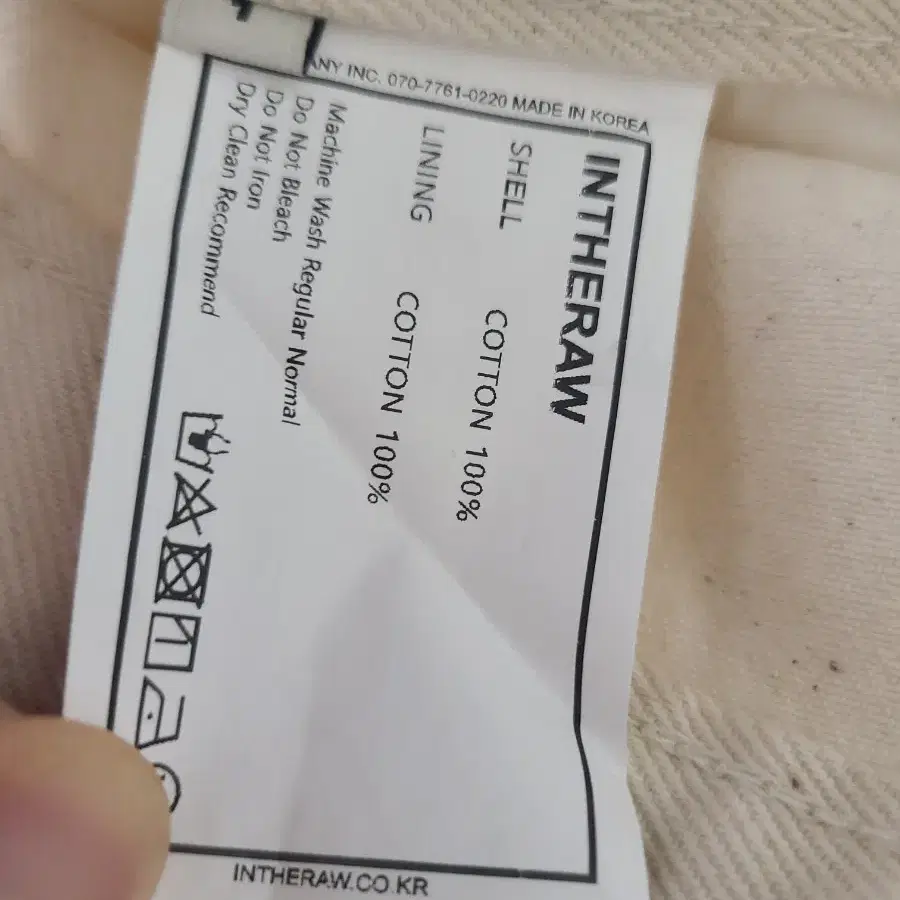 INC. 070-7761-0220 MADE IN KOREA
INTHERAW
SHELL COTTON 100%
LINING COTTON 100%
Machine Wash Regular Normal
Do Not Bleach
Do Not Iron
Dry Clean Recommend
INTHERAW.CO.KR